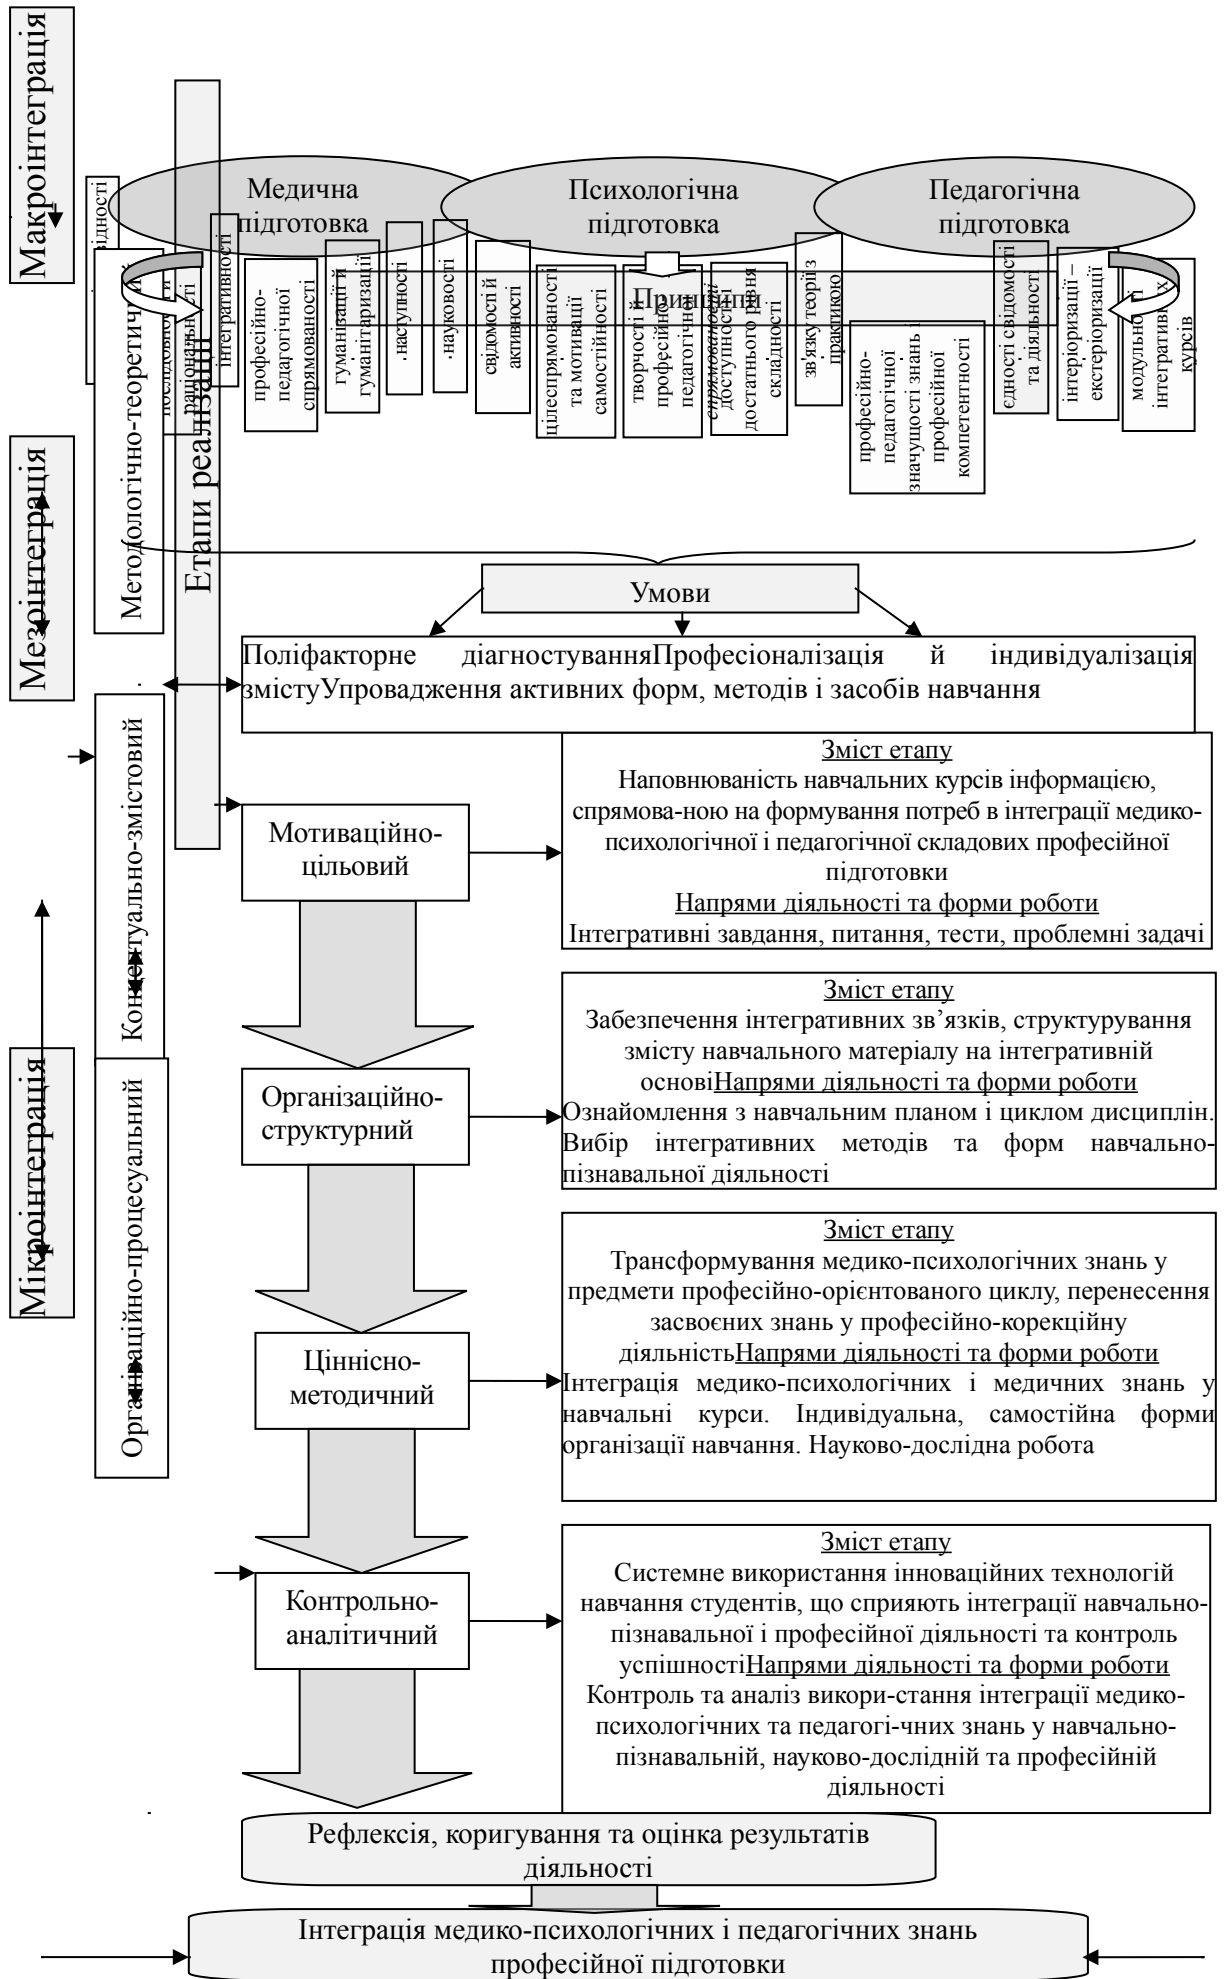 Макроінтеграція
Мезоінтеграція
Мікроінтеграція
Методологічно-теоретичний
Концептуально-змістовий
Організаційно-процесуальний
Етапи реалізації
Медична
підготовка
Психологічна
підготовка
Педагогічна
підготовка
Принципи
раціональності
інтегративності
професійно-
педагогічної
спрямованості
гуманізації й
гуманітаризації
наступності
науковості
свідомості й
активності
цілеспрямованості
та мотивації
самостійності
творчості й
професійно-
педагогічної
спрямованості
доступності і
достатнього рівня
складності
зв'язку теорії з
практикою
професійно-
педагогічної
значущості знань і
професійної
компетентності
єдності свідомості
та діяльності
інтеріоризації –
екстеріоризації
модульності
інтегративних
курсів
Умови
Поліфакторне діагностуванняПрофесіоналізація й індивідуалізація
змістуУпровадження активних форм, методів і засобів навчання
Мотиваційно-
цільовий
Зміст етапу
Наповнюваність навчальних курсів інформацією,
спрямова-ною на формування потреб в інтеграції медико-
психологічної і педагогічної складових професійної
підготовки
Напрями діяльності та форми роботи
Інтегративні завдання, питання, тести, проблемні задачі
Організаційно-
структурний
Зміст етапу
Забезпечення інтегративних зв’язків, структурування
змісту навчального матеріалу на інтегративній
основіНапрями діяльності та форми роботи
Ознайомлення з навчальним планом і циклом дисциплін.
Вибір інтегративних методів та форм навчально-
пізнавальної діяльності
Ціннісно-
методичний
Зміст етапу
Трансформування медико-психологічних знань у
предмети професійно-орієнтованого циклу, перенесення
засвоєних знань у професійно-корекційну
діяльністьНапрями діяльності та форми роботи
Інтеграція медико-психологічних і медичних знань у
навчальні курси. Індивідуальна, самостійна форми
організації навчання. Науково-дослідна робота
Контрольно-
аналітичний
Зміст етапу
Системне використання інноваційних технологій
навчання студентів, що сприяють інтеграції навчально-
пізнавальної і професійної діяльності та контроль
успішностіНапрями діяльності та форми роботи
Контроль та аналіз викори-стання інтеграції медико-
психологічних та педагогі-чних знань у навчально-
пізнавальній, науково-дослідній та професійній
діяльності
Рефлексія, коригування та оцінка результатів
діяльності
Інтеграція медико-психологічних і педагогічних знань
професійної підготовки